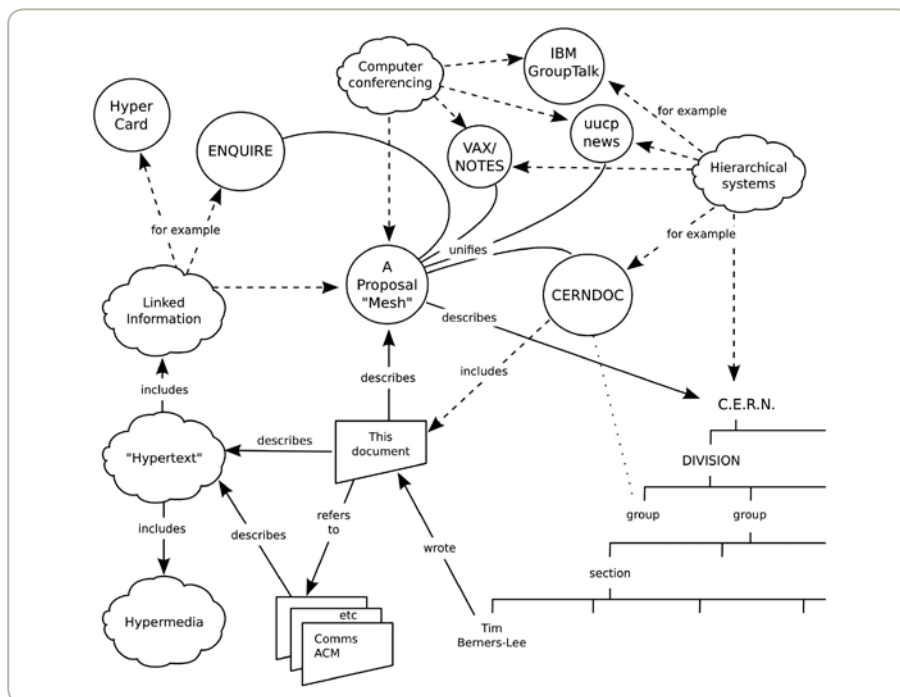 IBM
GroupTalk
Computer
conferencing
Hyper
Card
for example
uucp
news
ENQUIRE
VAX/
NOTES
Hierarchical
systems
for example
for example
unifies
A
Proposal
"Mesh"
CERNDOC
Linked
Information
describes
includes
describes
includes
C.E.R.N.
"Hypertext"
describes
This
document
DIVISION
refers
to
group
group
includes
describes
wrote
section
Hypermedia
etc
Comms
ACM
Tim
Berners-Lee